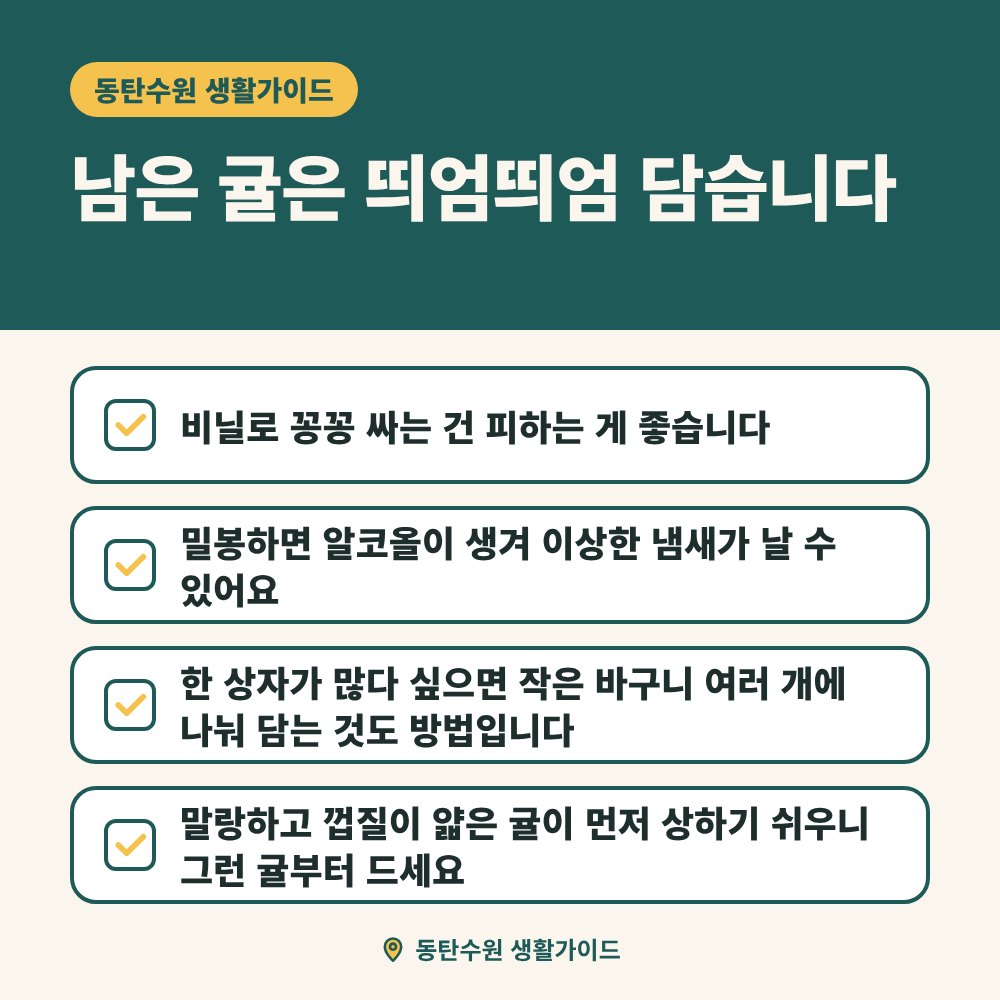 동탄수원 생활가이드
남은 귤은 띄엄띄엄 담습니다
비닐로 꽁꽁 싸는 건 피하는 게 좋습니다
밀봉하면 알코올이 생겨 이상한 냄새가 날 수
있어요
한 상자가 많다 싶으면 작은 바구니 여러 개에
나눠 담는 것도 방법입니다
말랑하고 껍질이 얇은 귤이 먼저 상하기 쉬우니
그런 귤부터 드세요
동탄수원 생활가이드